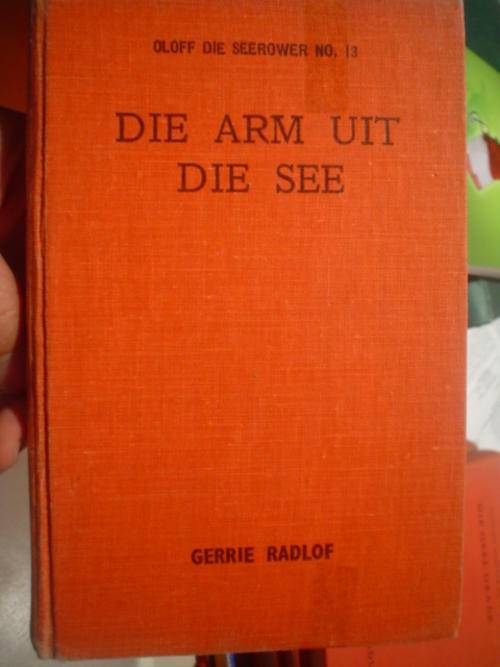 OLOFF DIE SEEROWER NO. 13
DIE ARM UIT
DIE SEE
GERRIE RADLOF